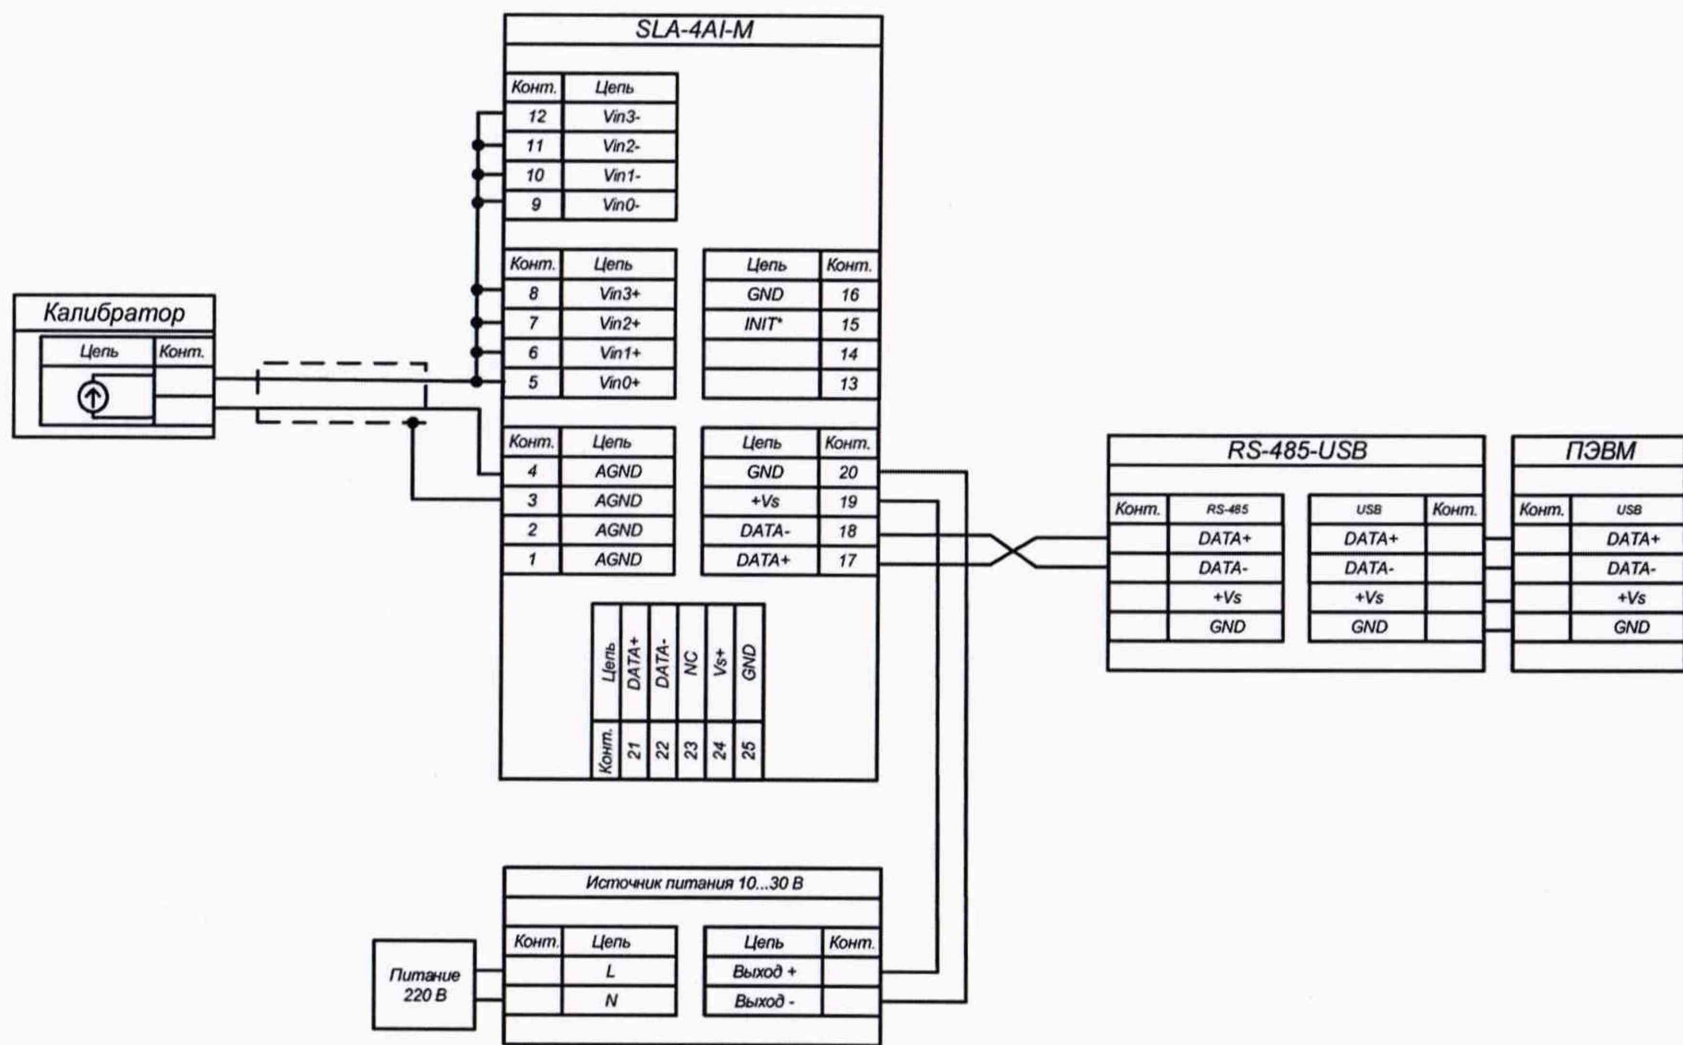 SLA-4AI-M
Конт. Цепь
12 Vin3-
11 Vin2-
10 Vin1-
9 Vin0-
Конт. Цепь
8 Vin3+
7 Vin2+
6 Vin1+
5 Vin0+
Цепь Конт.
GND 16
INIT* 15
14
13
Калибратор
Цепь Конт.
Конт. Цепь
4 AGND
3 AGND
2 AGND
1 AGND
Цепь Конт.
GND 20
+Vs 19
DATA- 18
DATA+ 17
Цепь DATA+ DATA- NC Vs+ GND
Конт. 21 22 23 24 25
RS-485-USB
Конт. RS-485
DATA+
DATA-
+Vs
GND
USB Конт.
DATA+
DATA-
+Vs
GND
ПЭВМ
Конт. USB
DATA+
DATA-
+Vs
GND
Источник питания 10...30 В
Конт. Цепь
L
N
Цепь Конт.
Выход +
Выход -
Питание
220 В